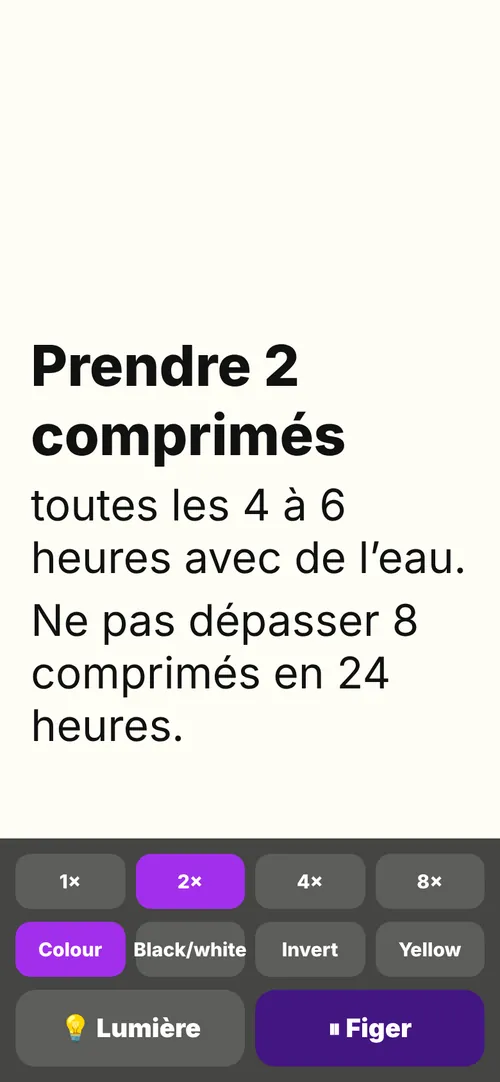 Prendre 2
comprimés
toutes les 4 à 6
heures avec de l’eau.
Ne pas dépasser 8
comprimés en 24
heures.
1×
2×
4×
8×
Colour
Black/white
Invert
Yellow
💡 Lumière
⏸ Figer